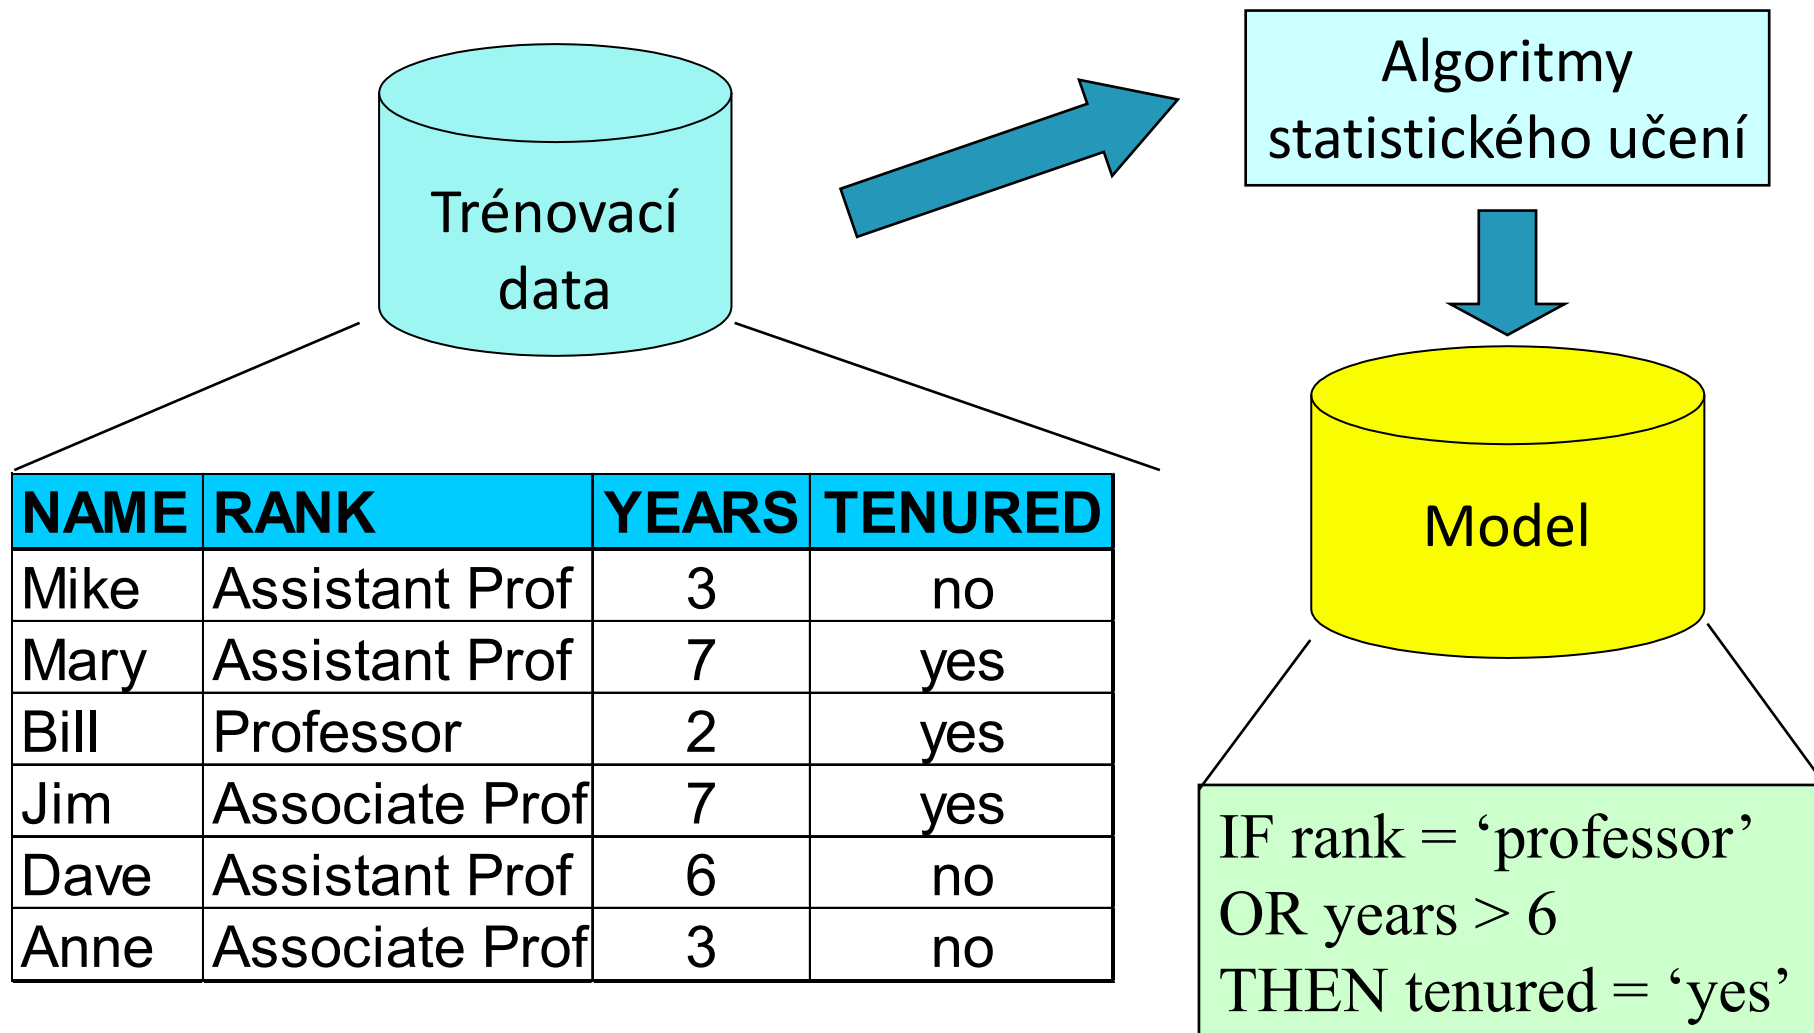 Trénovací
data
Algoritmy
statistického učení
Model
NAME RANK YEARS TENURED
Mike Assistant Prof 3 no
Mary Assistant Prof 7 yes
Bill Professor 2 yes
Jim Associate Prof 7 yes
Dave Assistant Prof 6 no
Anne Associate Prof 3 no
IF rank = ‘professor’
OR years > 6
THEN tenured = ‘yes’